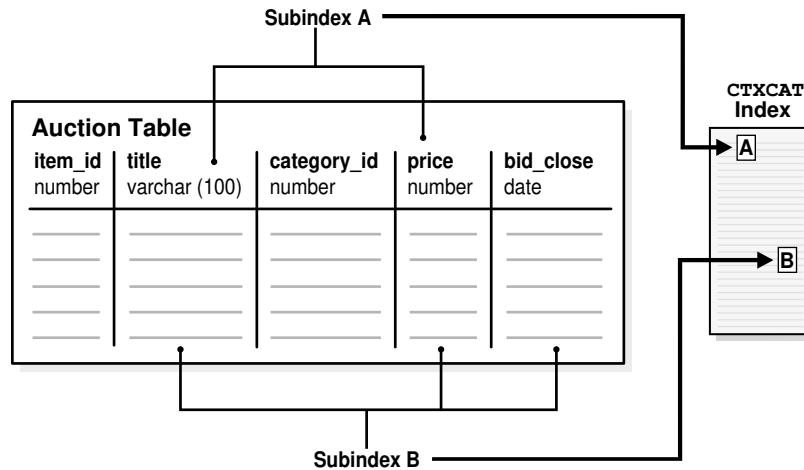 Subindex A
CTXCAT
Index
Auction Table
item_id title category_id price bid_close
number varchar (100) number number date
A
B
Subindex B